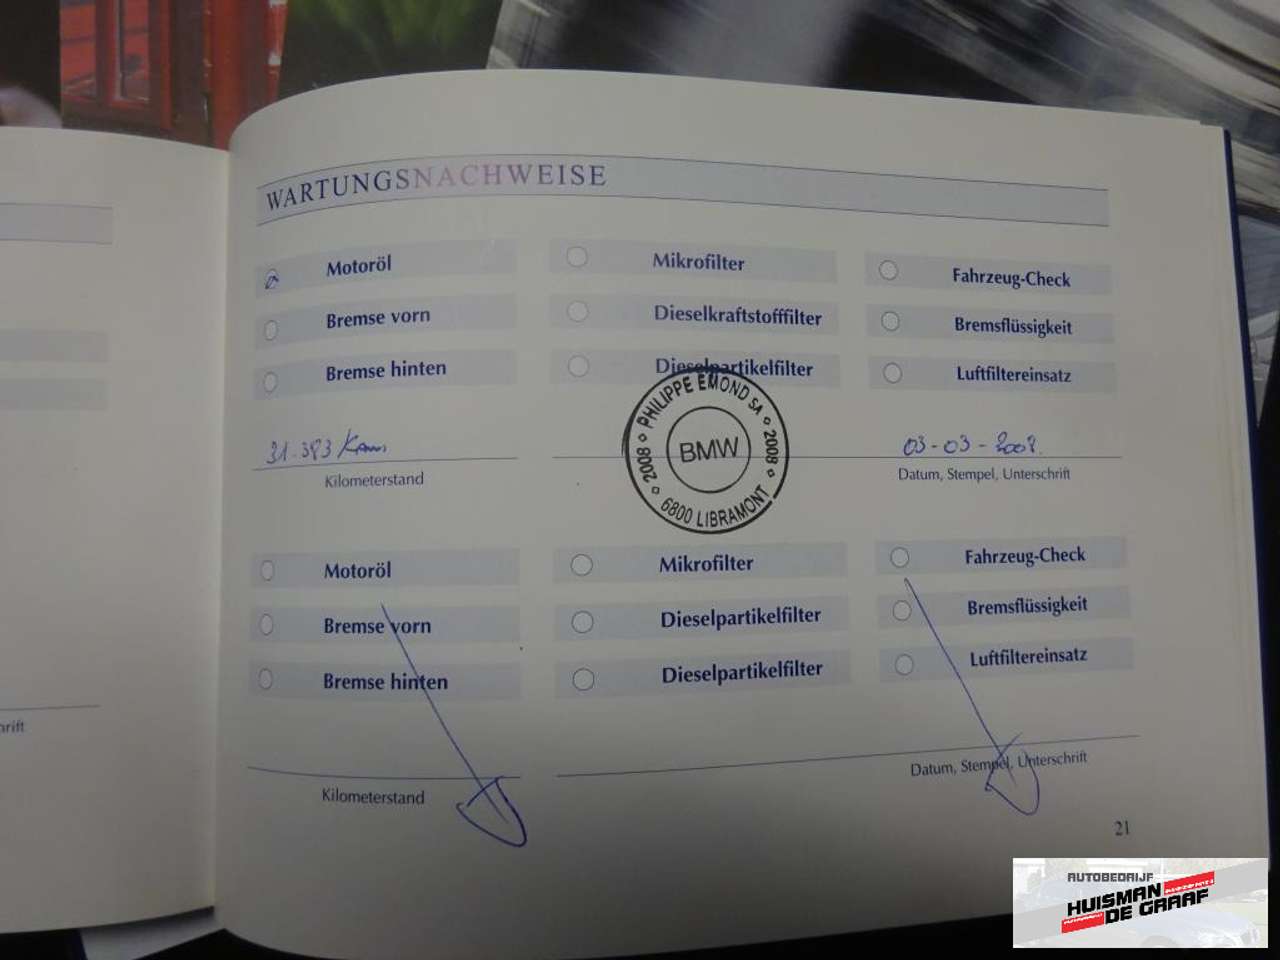 WARTUNGSNACHWEISE
Motoröl Mikrofilter Fahrzeug-Check
Bremse vorn Dieselkraftstofffilter Bremsflüssigkeit
Bremse hinten Dieselpartikelfilter Luftfiltereinsatz
PHILIPPE EMOND SA
2008 BMW 2008
6800 LIBRAMONT
31.383 Kms 03-03-2008.
Kilometerstand Datum, Stempel, Unterschrift
Motoröl Mikrofilter Fahrzeug-Check
Bremse vorn Dieselpartikelfilter Bremsflüssigkeit
Bremse hinten Dieselpartikelfilter Luftfiltereinsatz
Kilometerstand Datum, Stempel, Unterschrift
21
AUTOBEDRIJF
HUISMAN
DE GRAAF